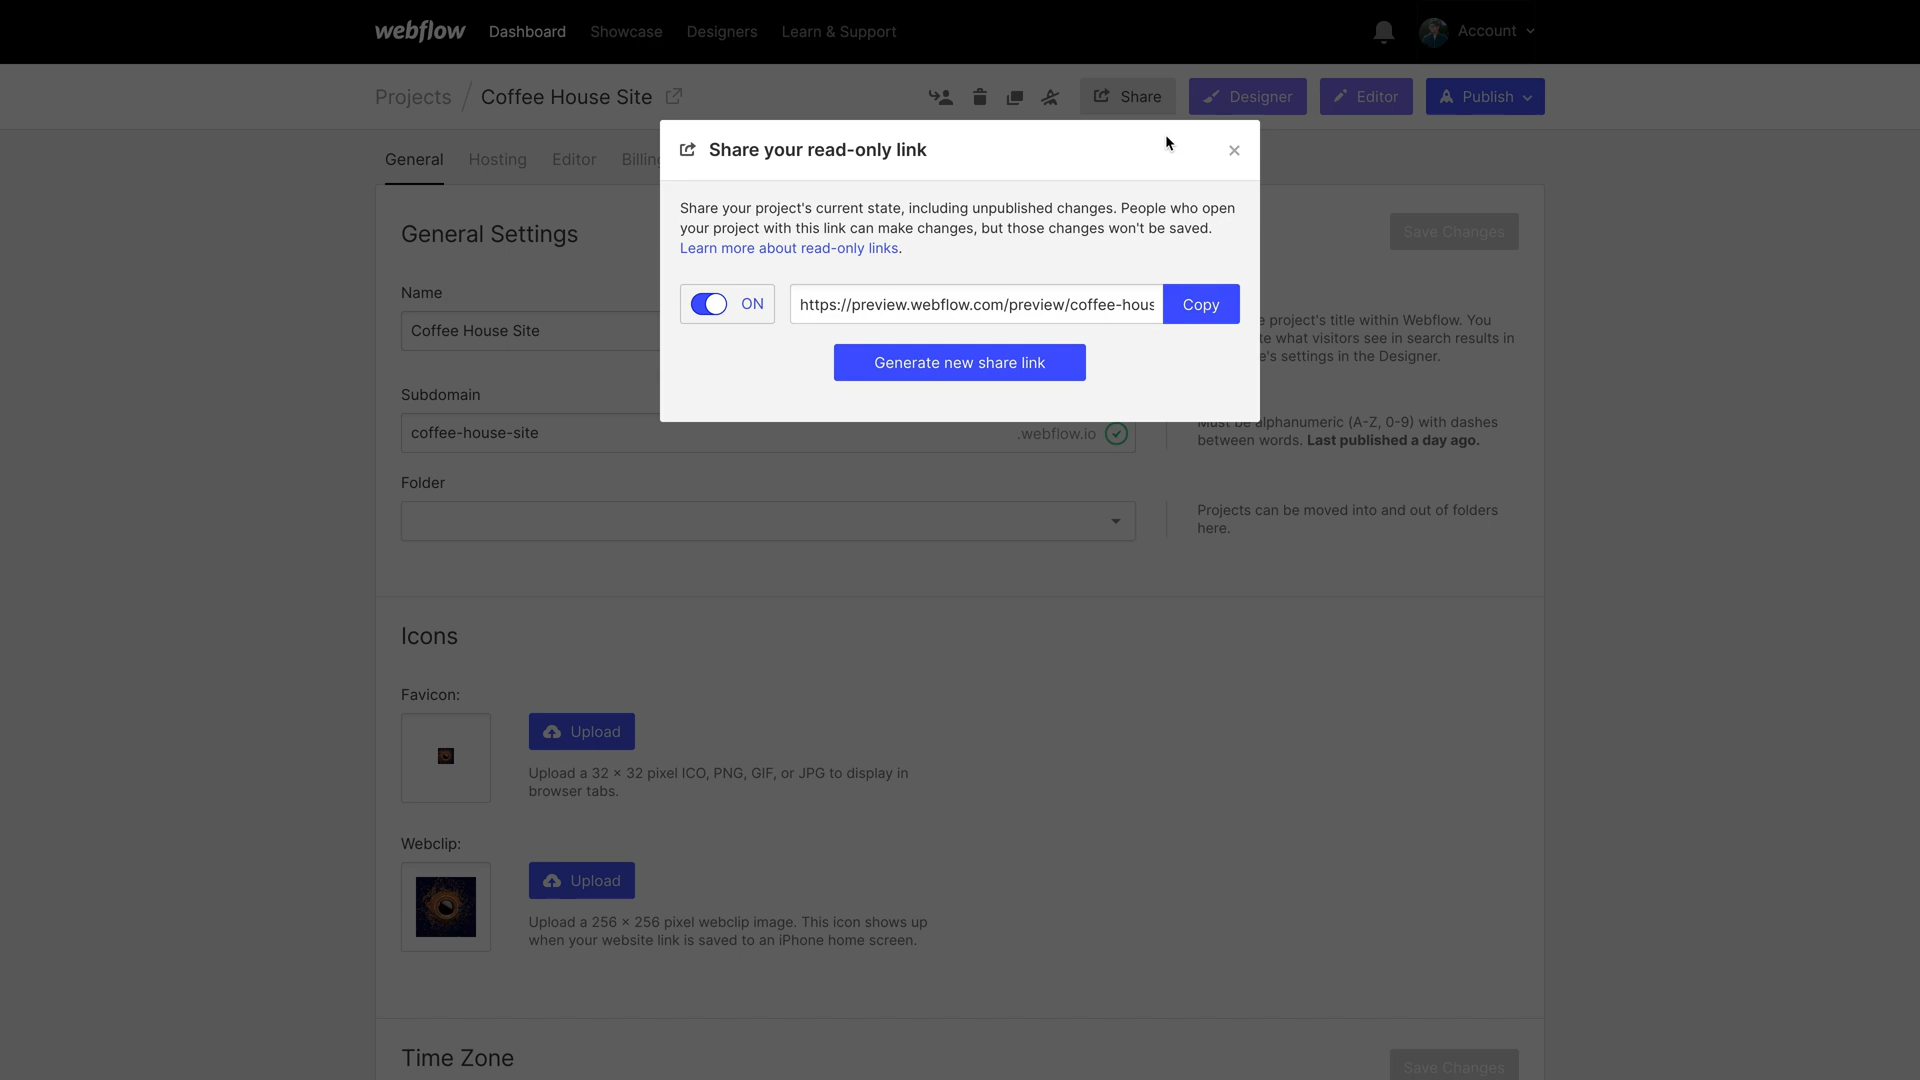 webflow Dashboard Showcase Designers Learn & Support Account
Projects / Coffee House Site Share Designer Editor Publish
Share your read-only link
General Hosting Editor
Share your project's current state, including unpublished changes. People who open
your project with this link can make changes, but those changes won't be saved.
Learn more about read-only links.
ON https://preview.webflow.com/preview/coffee-hous Copy
Generate new share link
General Settings Save Changes
Name
Coffee House Site
project's title within Webflow. You
what visitors see in search results in
settings in the Designer.
Subdomain
coffee-house-site .webflow.io
Must be alphanumeric (A-Z, 0-9) with dashes
between words. Last published a day ago.
Folder
Projects can be moved into and out of folders
here.
Icons
Favicon:
Upload
Upload a 32 × 32 pixel ICO, PNG, GIF, or JPG to display in
browser tabs.
Webclip:
Upload
Upload a 256 × 256 pixel webclip image. This icon shows up
when your website link is saved to an iPhone home screen.
Time Zone Save Changes